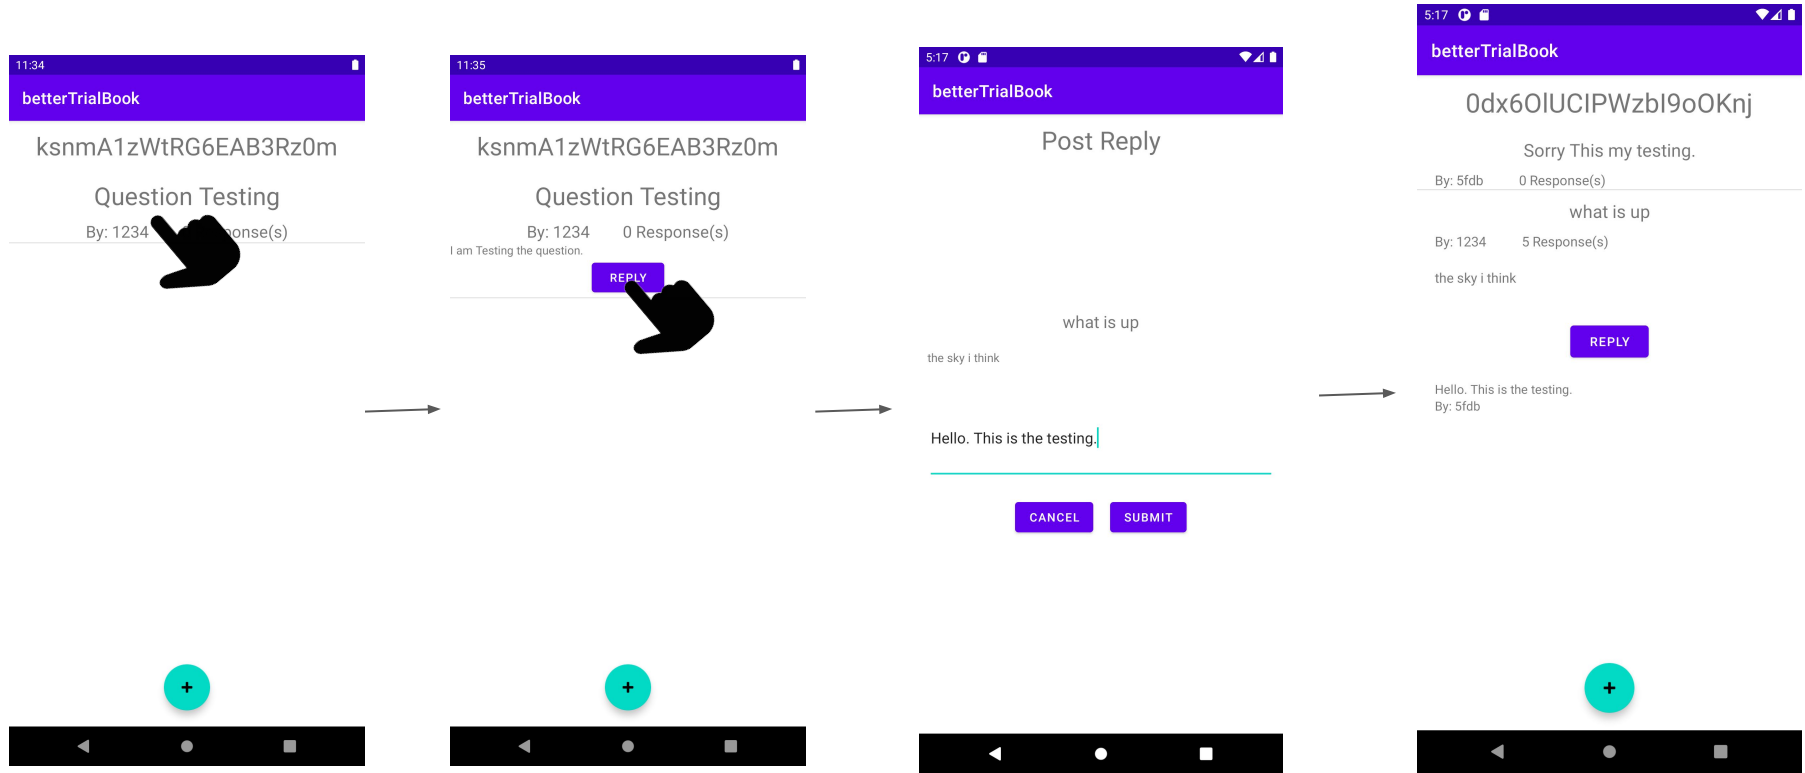 11:34
betterTrialBook
ksnmA1zWtRG6EAB3Rz0m
Question Testing
By: 1234 onse(s)
11:35
betterTrialBook
ksnmA1zWtRG6EAB3Rz0m
Question Testing
By: 1234 0 Response(s)
I am Testing the question.
REPLY
5:17
betterTrialBook
Post Reply
what is up
the sky i think
Hello. This is the testing.
CANCEL SUBMIT
5:17
betterTrialBook
0dx6OlUCIPWzbI9oOKnj
Sorry This my testing.
By: 5fdb 0 Response(s)
what is up
By: 1234 5 Response(s)
the sky i think
REPLY
Hello. This is the testing.
By: 5fdb